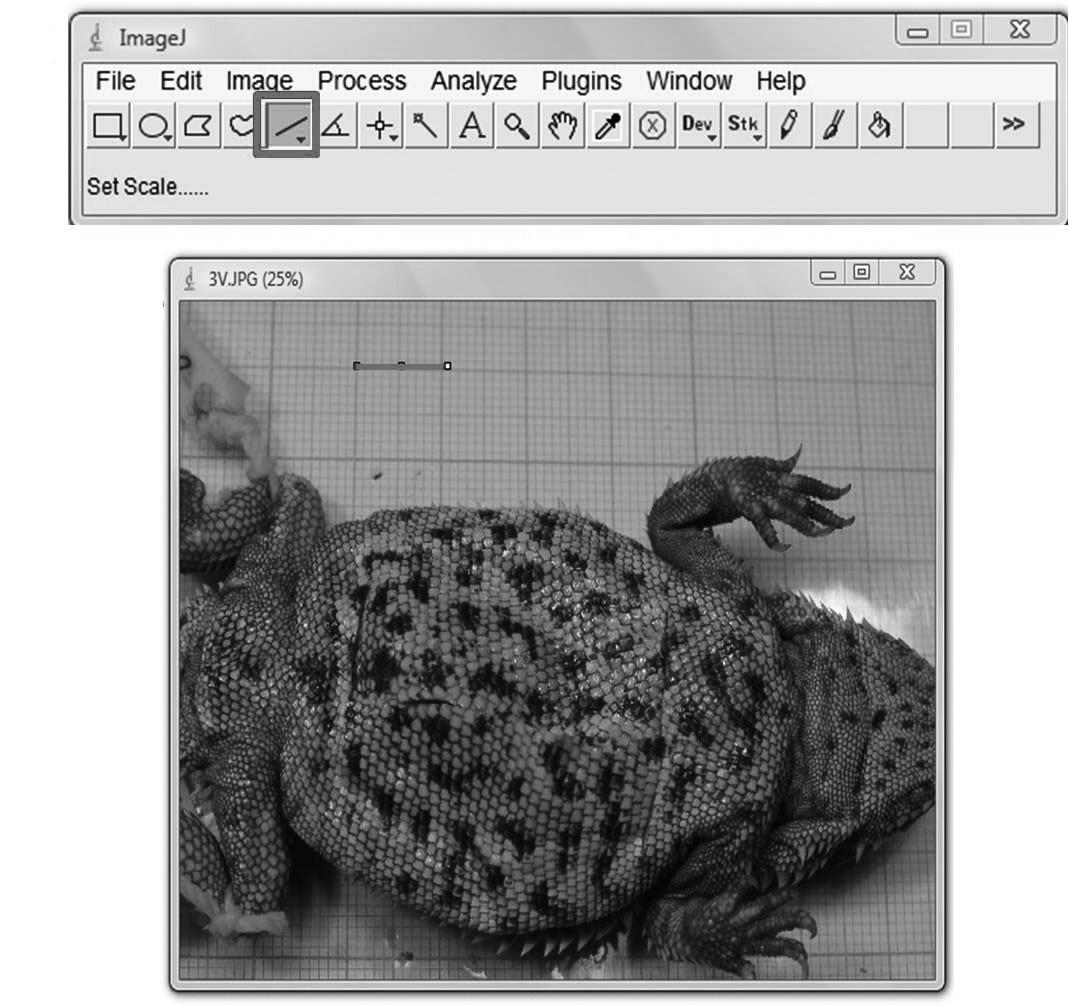 ImageJ
File Edit Image Process Analyze Plugins Window Help
A Dev Stk >>
Set Scale......
3V.JPG (25%)